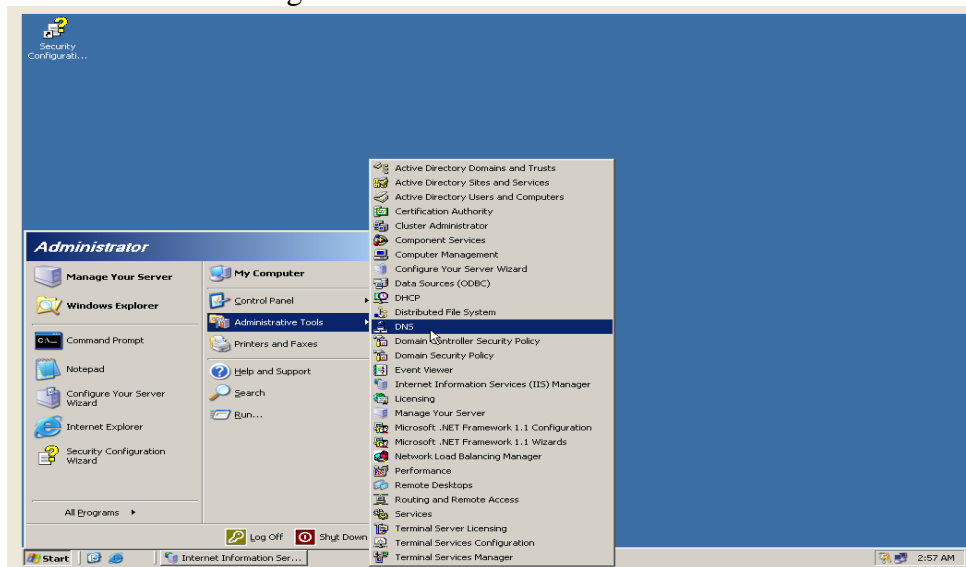 Security
Configurati...
Administrator
Manage Your Server
Windows Explorer
Command Prompt
Notepad
Configure Your Server
Wizard
Internet Explorer
Security Configuration
Wizard
All Programs
My Computer
Control Panel
Administrative Tools
Printers and Faxes
Help and Support
Search
Run...
Log Off
Shut Down
Active Directory Domains and Trusts
Active Directory Sites and Services
Active Directory Users and Computers
Certification Authority
Cluster Administrator
Component Services
Computer Management
Configure Your Server Wizard
Data Sources (ODBC)
DHCP
Distributed File System
DNS
Domain Controller Security Policy
Domain Security Policy
Event Viewer
Internet Information Services (IIS) Manager
Licensing
Manage Your Server
Microsoft .NET Framework 1.1 Configuration
Microsoft .NET Framework 1.1 Wizards
Network Load Balancing Manager
Performance
Remote Desktops
Routing and Remote Access
Services
Terminal Server Licensing
Terminal Services Configuration
Terminal Services Manager
Start
Internet Information Ser...
2:57 AM